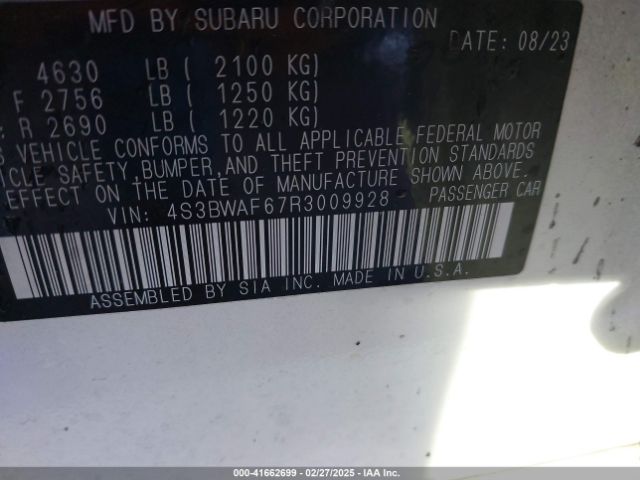 MFD BY SUBARU CORPORATION DATE: 08/23
4630 LB ( 2100 KG)
F 2756 LB ( 1250 KG)
R 2690 LB ( 1220 KG)
VEHICLE CONFORMS TO ALL APPLICABLE FEDERAL MOTOR
SAFETY, BUMPER, AND THEFT PREVENTION STANDARDS
EFFECT ON THE DATE OF MANUFACTURE SHOWN ABOVE.
VIN: 4S3BWAF67R3009928 PASSENGER CAR
ASSEMBLED BY SIA INC. MADE IN U.S.A.
000-41662699 - 02/27/2025 - IAA Inc.